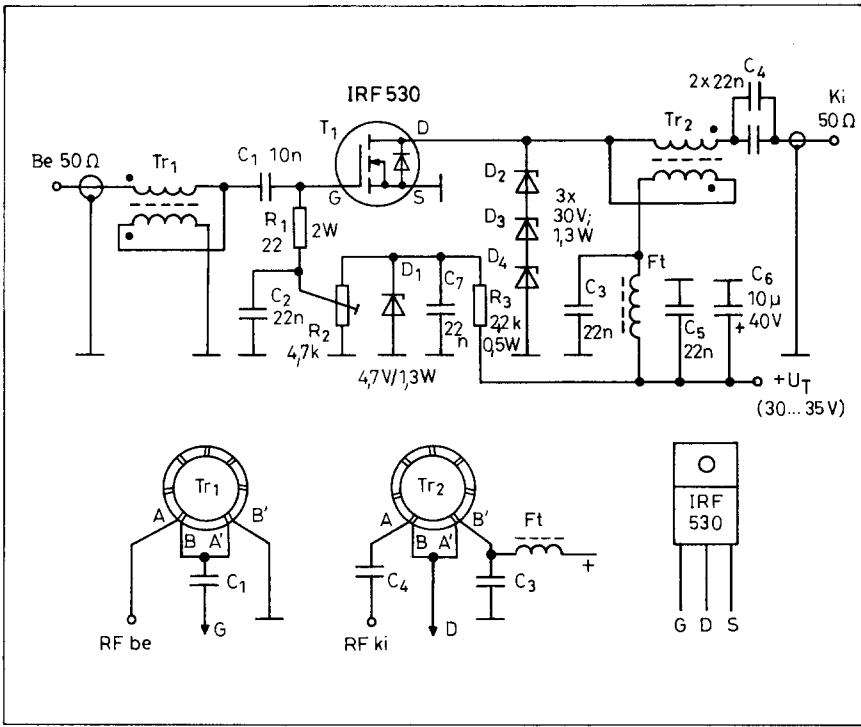 IRF 530
T1
D
G
S
Be 50 Ω
Tr1
C1 10n
R1
22
2W
C2
22n
R2
4,7k
D1
4,7V/1,3W
C7
22
n
R3
22k
0,5W
D2
D3
D4
3x
30V;
1,3W
Tr2
2x22n
C4
Ki
50 Ω
C3
22n
Ft
C5
22n
C6
10µ
40V
+
+UT
(30...35V)
Tr1
A
B
A'
B'
C1
RF be
G
Tr2
A
B
A'
B'
C4
RF ki
D
C3
Ft
+
IRF
530
G D S